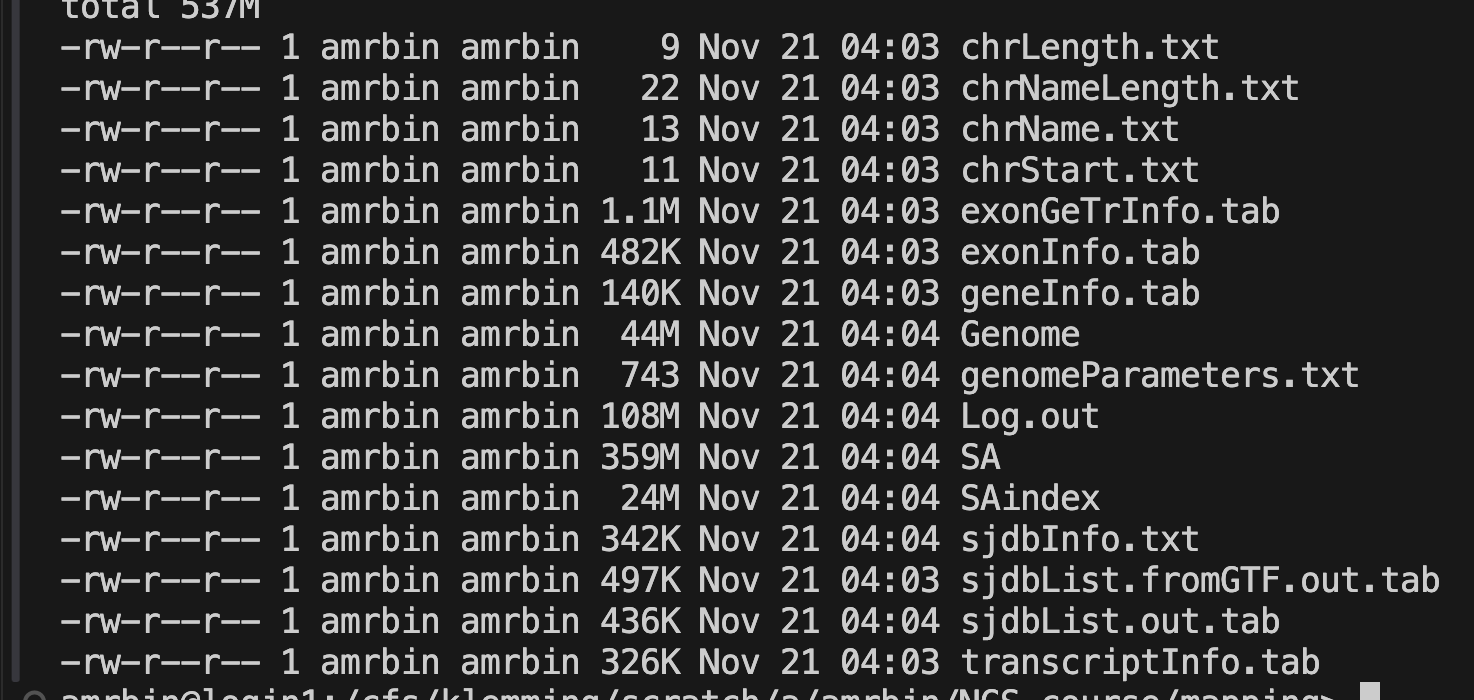 total 537M
-rw-r--r-- 1 amrbin amrbin    9 Nov 21 04:03 chrLength.txt
-rw-r--r-- 1 amrbin amrbin   22 Nov 21 04:03 chrNameLength.txt
-rw-r--r-- 1 amrbin amrbin   13 Nov 21 04:03 chrName.txt
-rw-r--r-- 1 amrbin amrbin   11 Nov 21 04:03 chrStart.txt
-rw-r--r-- 1 amrbin amrbin 1.1M Nov 21 04:03 exonGeTrInfo.tab
-rw-r--r-- 1 amrbin amrbin 482K Nov 21 04:03 exonInfo.tab
-rw-r--r-- 1 amrbin amrbin 140K Nov 21 04:03 geneInfo.tab
-rw-r--r-- 1 amrbin amrbin  44M Nov 21 04:04 Genome
-rw-r--r-- 1 amrbin amrbin  743 Nov 21 04:04 genomeParameters.txt
-rw-r--r-- 1 amrbin amrbin 108M Nov 21 04:04 Log.out
-rw-r--r-- 1 amrbin amrbin 359M Nov 21 04:04 SA
-rw-r--r-- 1 amrbin amrbin  24M Nov 21 04:04 SAindex
-rw-r--r-- 1 amrbin amrbin 342K Nov 21 04:04 sjdbInfo.txt
-rw-r--r-- 1 amrbin amrbin 497K Nov 21 04:03 sjdbList.fromGTF.out.tab
-rw-r--r-- 1 amrbin amrbin 436K Nov 21 04:04 sjdbList.out.tab
-rw-r--r-- 1 amrbin amrbin 326K Nov 21 04:03 transcriptInfo.tab
amrbin@login1:/cfs/klemming/scratch/a/amrbin/NGS_course/mapping>